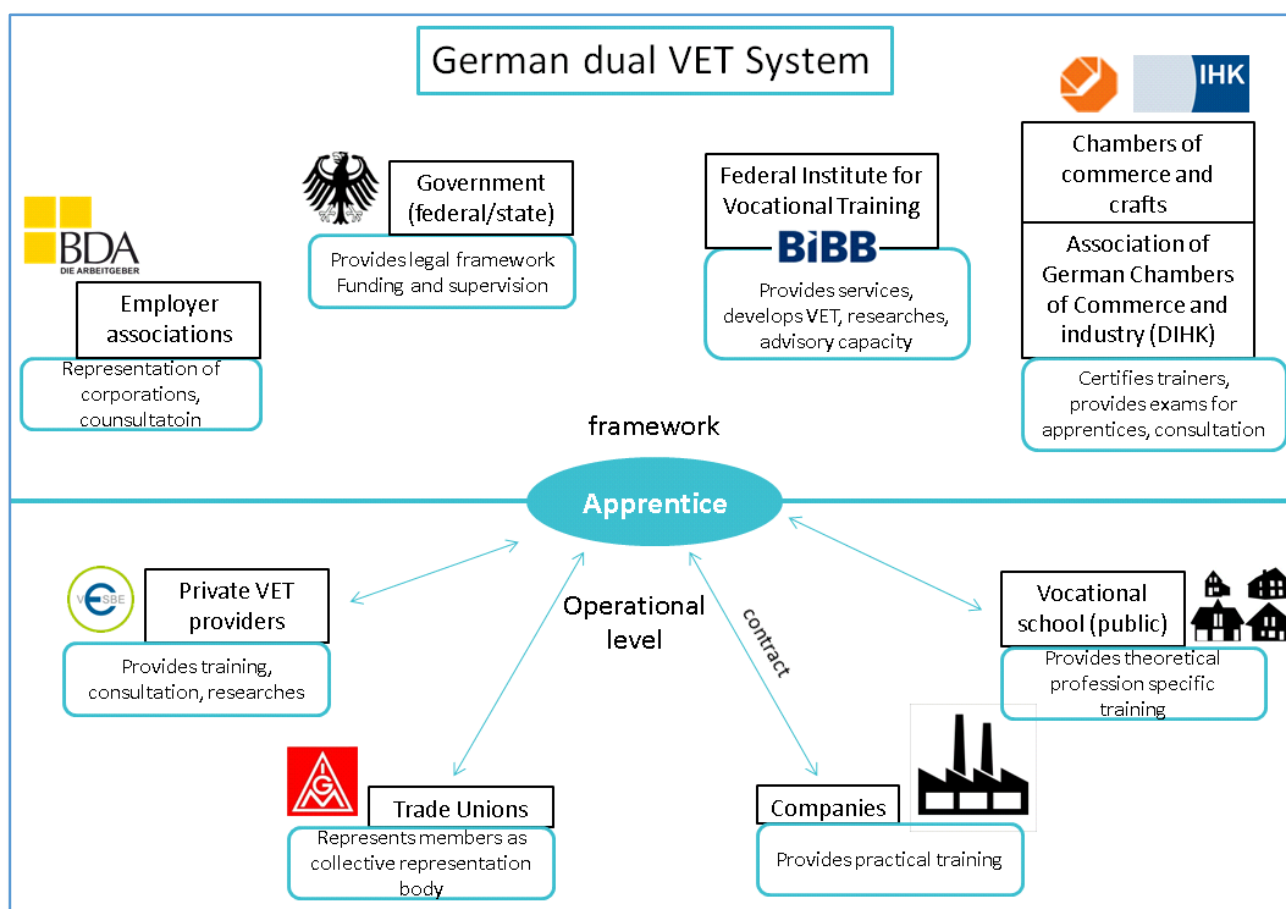 German dual VET System
IHK
Chambers of
commerce and
crafts
Association of
German Chambers
of Commerce and
industry (DIHK)
Certifies trainers,
provides exams for
apprentices, consultation
Federal Institute for
Vocational Training
BiBB
Provides services,
develops VET, researches,
advisory capacity
Government
(federal/state)
Provides legal framework
Funding and supervision
BDA
DIE ARBEITGEBER
Employer
associations
Representation of
corporations,
counsultatoin
framework
Apprentice
Operational
level
contract
VESBE
Private VET
providers
Provides training,
consultation, researches
IGM
Trade Unions
Represents members as
collective representation
body
Companies
Provides practical training
Vocational
school (public)
Provides theoretical
profession specific
training